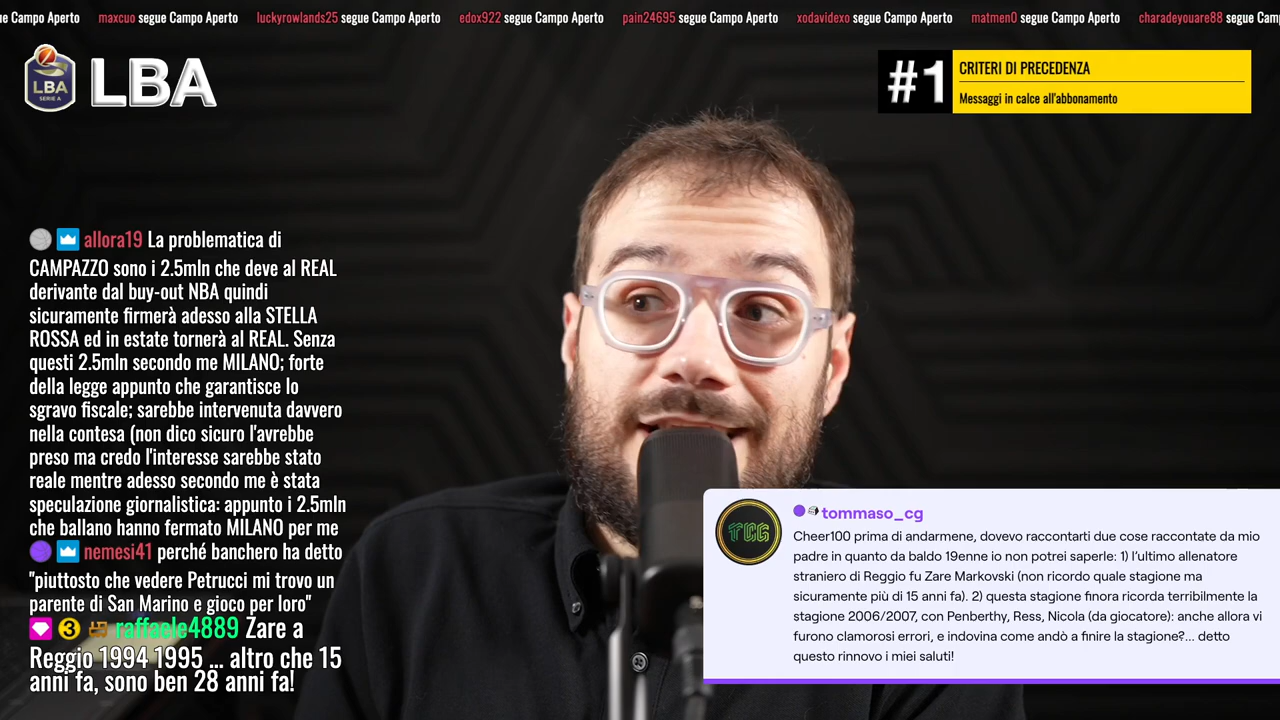 ue Campo Aperto maxcuo segue Campo Aperto luckyrowlands25 segue Campo Aperto edox922 segue Campo Aperto pain24695 segue Campo Aperto xodavidexo segue Campo Aperto matmen0 segue Campo Aperto charadeyouare88 segue Camp
LBA
SERIE A
LBA
#1
CRITERI DI PRECEDENZA
Messaggi in calce all'abbonamento
allora19 La problematica di
CAMPAZZO sono i 2.5mln che deve al REAL
derivante dal buy-out NBA quindi
sicuramente firmerà adesso alla STELLA
ROSSA ed in estate tornerà al REAL. Senza
questi 2.5mln secondo me MILANO; forte
della legge appunto che garantisce lo
sgravo fiscale; sarebbe intervenuta davvero
nella contesa (non dico sicuro l'avrebbe
preso ma credo l'interesse sarebbe stato
reale mentre adesso secondo me è stata
speculazione giornalistica: appunto i 2.5mln
che ballano hanno fermato MILANO per me
nemesi41 perché banchero ha detto
"piuttosto che vedere Petrucci mi trovo un
parente di San Marino e gioco per loro"
3 raffaele4889 Zare a
Reggio 1994 1995 ... altro che 15
anni fa, sono ben 28 anni fa!
TCG
tommaso_cg
Cheer100 prima di andarmene, dovevo raccontarti due cose raccontate da mio
padre in quanto da baldo 19enne io non potrei saperle: 1) l'ultimo allenatore
straniero di Reggio fu Zare Markovski (non ricordo quale stagione ma
sicuramente più di 15 anni fa). 2) questa stagione finora ricorda terribilmente la
stagione 2006/2007, con Penberthy, Ress, Nicola (da giocatore): anche allora vi
furono clamorosi errori, e indovina come andò a finire la stagione?... detto
questo rinnovo i miei saluti!